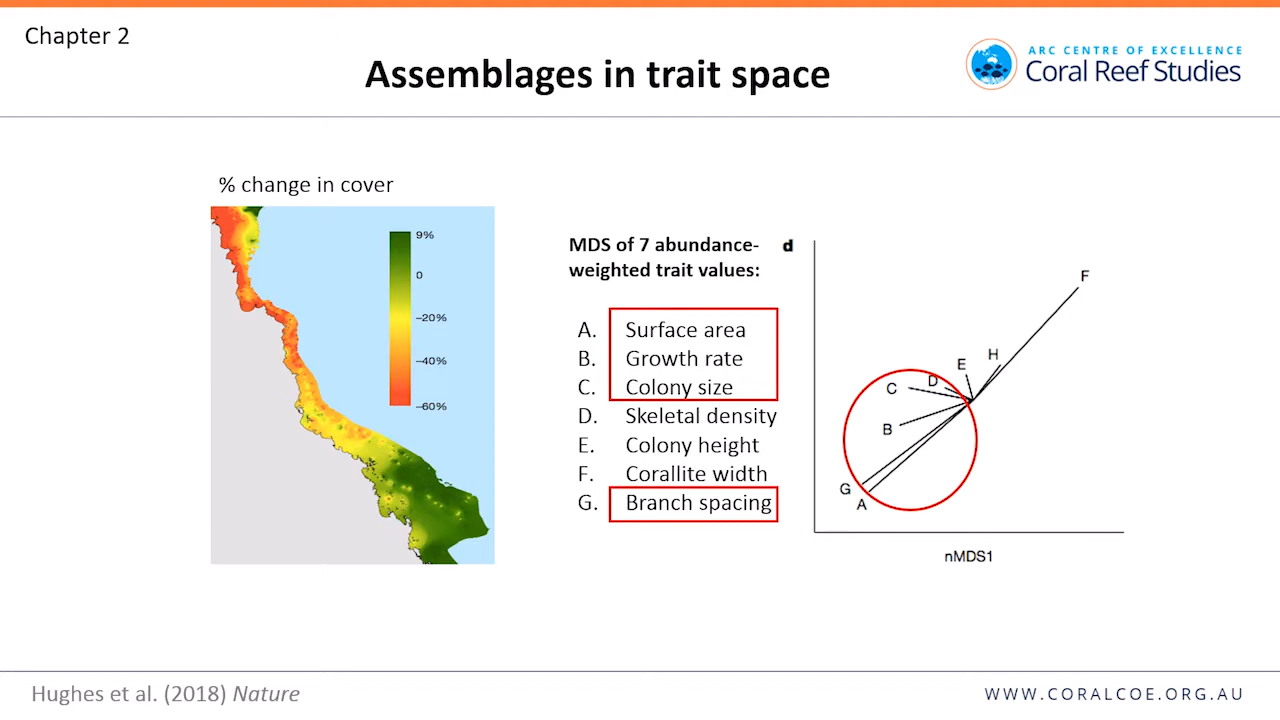 Chapter 2
Assemblages in trait space
ARC CENTRE OF EXCELLENCE
Coral Reef Studies
% change in cover
9%
0
–20%
–40%
–60%
MDS of 7 abundance-
weighted trait values:
A. Surface area
B. Growth rate
C. Colony size
D. Skeletal density
E. Colony height
F. Corallite width
G. Branch spacing
d
F
H
E
D
C
B
G
A
nMDS1
Hughes et al. (2018) Nature
WWW.CORALCOE.ORG.AU